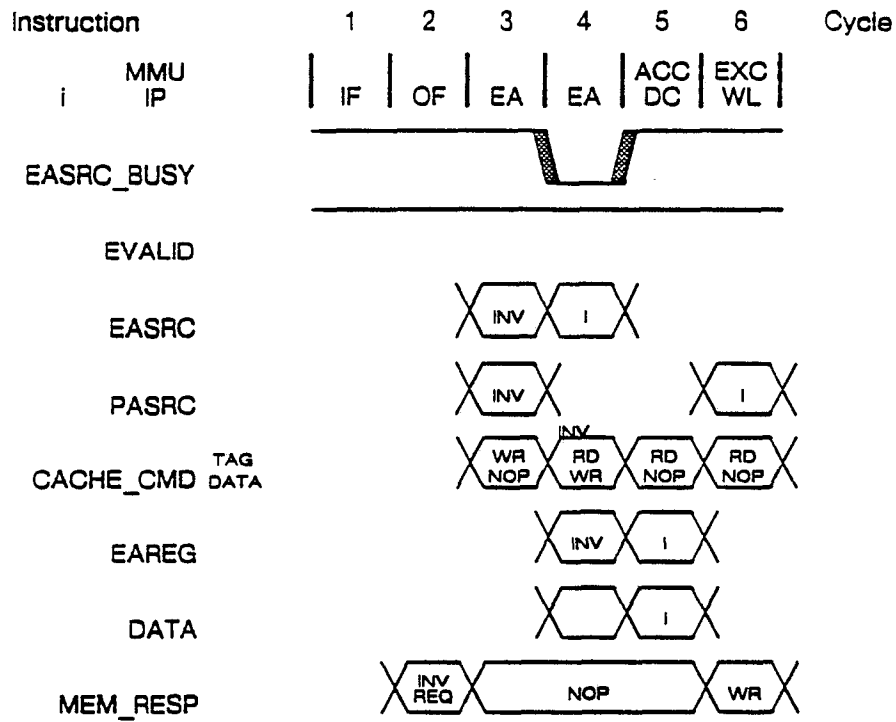 Instruction 1 2 3 4 5 6 Cycle
MMU ACC EXC
i IP IF OF EA EA DC WL
EASRC_BUSY
EVALID
EASRC INV I
PASRC INV I
INV
CACHE_CMD TAG WR RD RD RD
DATA NOP WR NOP NOP
EAREG INV I
DATA I
MEM_RESP INV REQ NOP WR